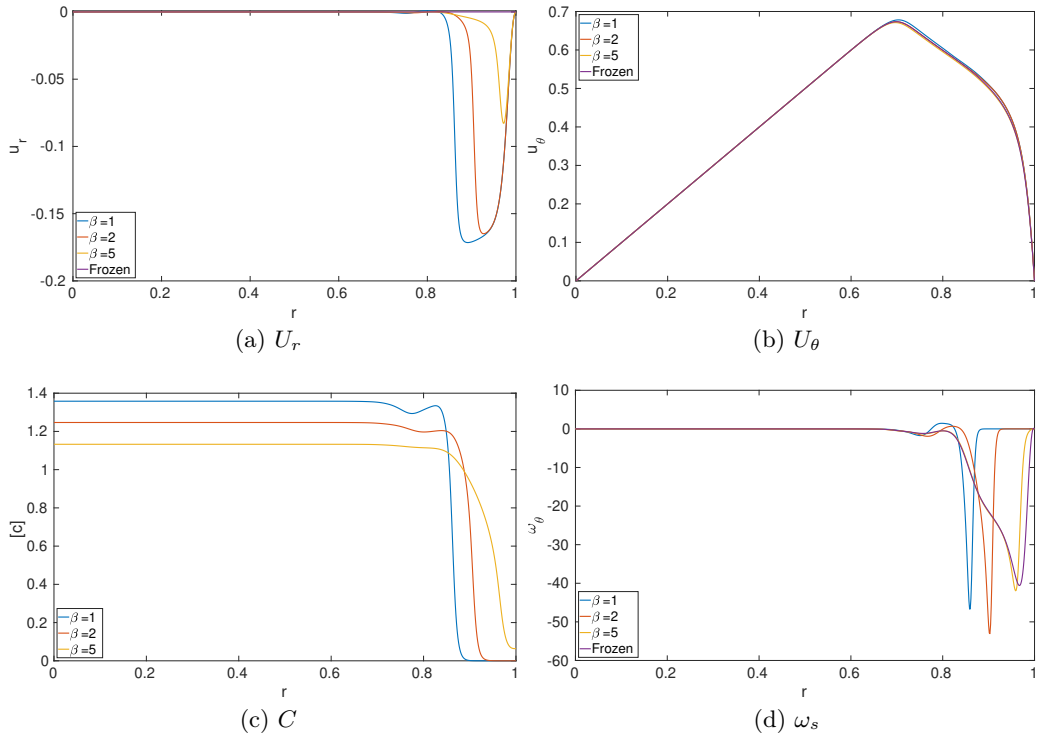 0
-0.05
-0.1
-0.15
-0.2
u_r
β=1
β=2
β=5
Frozen
0 0.2 0.4 0.6 0.8 1
r
(a) U_r
0.7
0.6
0.5
0.4
0.3
0.2
0.1
0
u_θ
β=1
β=2
β=5
Frozen
0 0.2 0.4 0.6 0.8 1
r
(b) U_θ
1.4
1.2
1
0.8
0.6
0.4
0.2
0
[c]
β=1
β=2
β=5
0 0.2 0.4 0.6 0.8 1
r
(c) C
10
0
-10
-20
-30
-40
-50
-60
ω_θ
β=1
β=2
β=5
Frozen
0 0.2 0.4 0.6 0.8 1
r
(d) ω_s